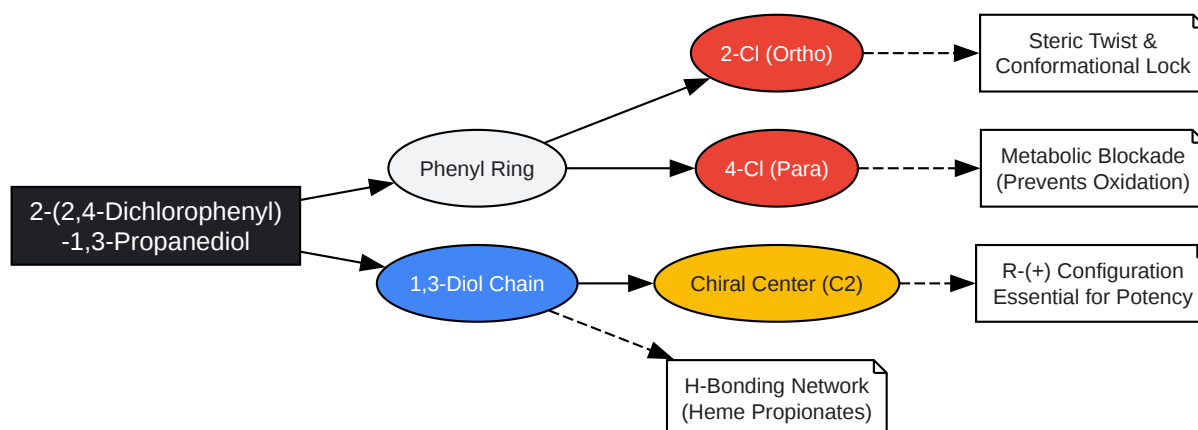 2-(2,4-Dichlorophenyl)
-1,3-Propanediol
Phenyl Ring
1,3-Diol Chain
2-Cl (Ortho)
4-Cl (Para)
Chiral Center (C2)
H-Bonding Network
(Heme Propionates)
Steric Twist &
Conformational Lock
Metabolic Blockade
(Prevents Oxidation)
R-(+) Configuration
Essential for Potency